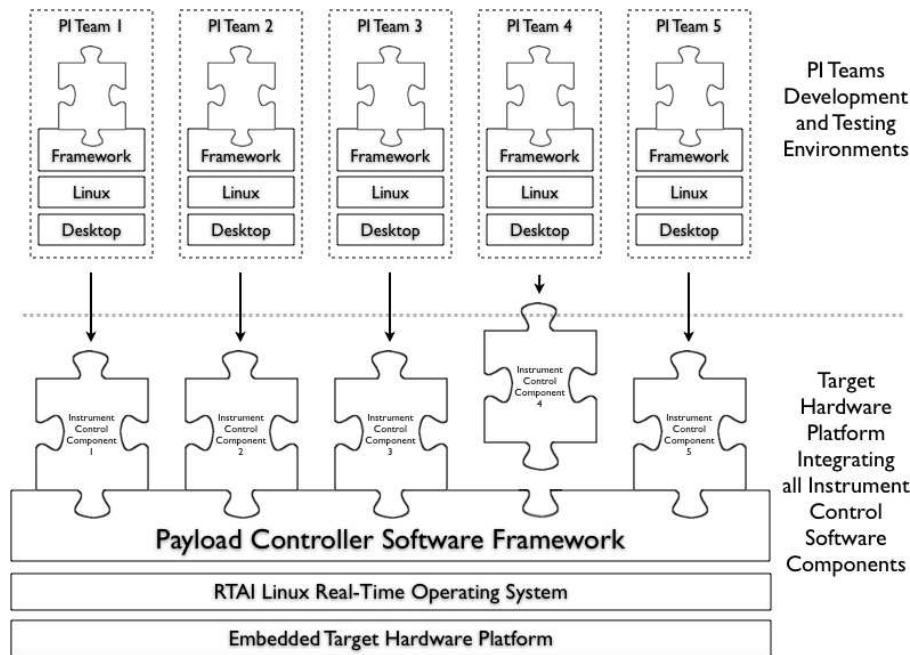 PI Team 1
PI Team 2
PI Team 3
PI Team 4
PI Team 5
Framework
Framework
Framework
Framework
Framework
Linux
Linux
Linux
Linux
Linux
Desktop
Desktop
Desktop
Desktop
Desktop
PI Teams
Development
and Testing
Environments
Instrument
Control
Component
1
Instrument
Control
Component
2
Instrument
Control
Component
3
Instrument
Control
Component
4
Instrument
Control
Component
5
Target
Hardware
Platform
Integrating
all Instrument
Control
Software
Components
Payload Controller Software Framework
RTAI Linux Real-Time Operating System
Embedded Target Hardware Platform